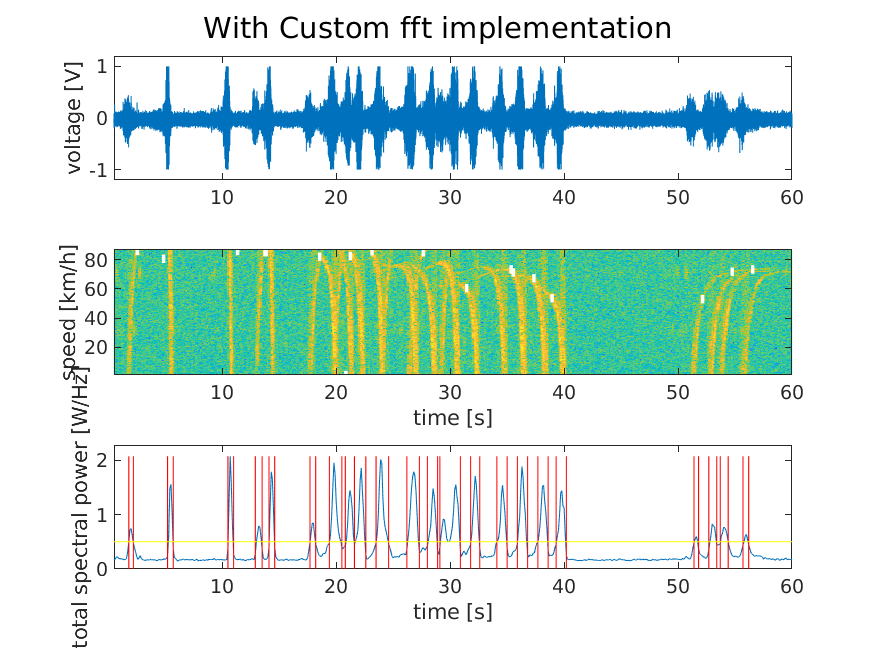 With Custom fft implementation
voltage [V]
1
0
-1
10 20 30 40 50 60
speed [km/h]
80
60
40
20
10 20 30 40 50 60
time [s]
total spectral power [W/Hz]
2
1
0
10 20 30 40 50 60
time [s]